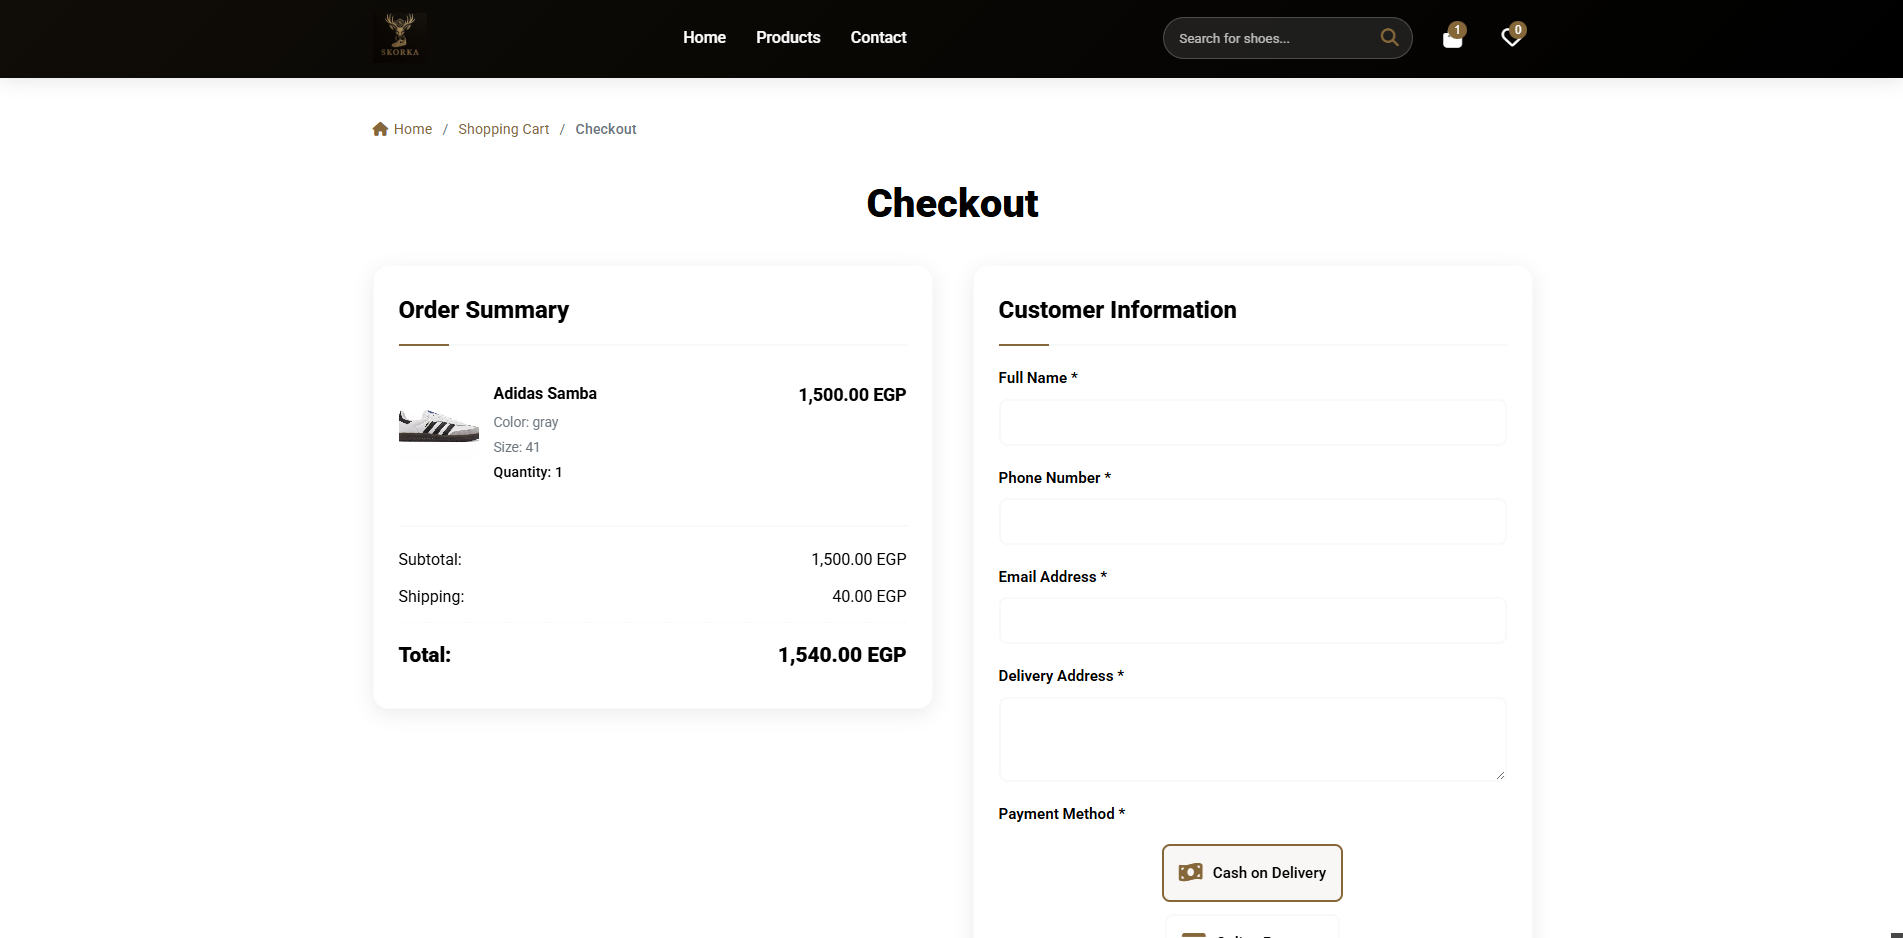 SKORKA
Home
Products
Contact
Search for shoes...
1
0
Home / Shopping Cart / Checkout
Checkout
Order Summary
Adidas Samba
1,500.00 EGP
Color: gray
Size: 41
Quantity: 1
Subtotal:
1,500.00 EGP
Shipping:
40.00 EGP
Total:
1,540.00 EGP
Customer Information
Full Name *
Phone Number *
Email Address *
Delivery Address *
Payment Method *
Cash on Delivery